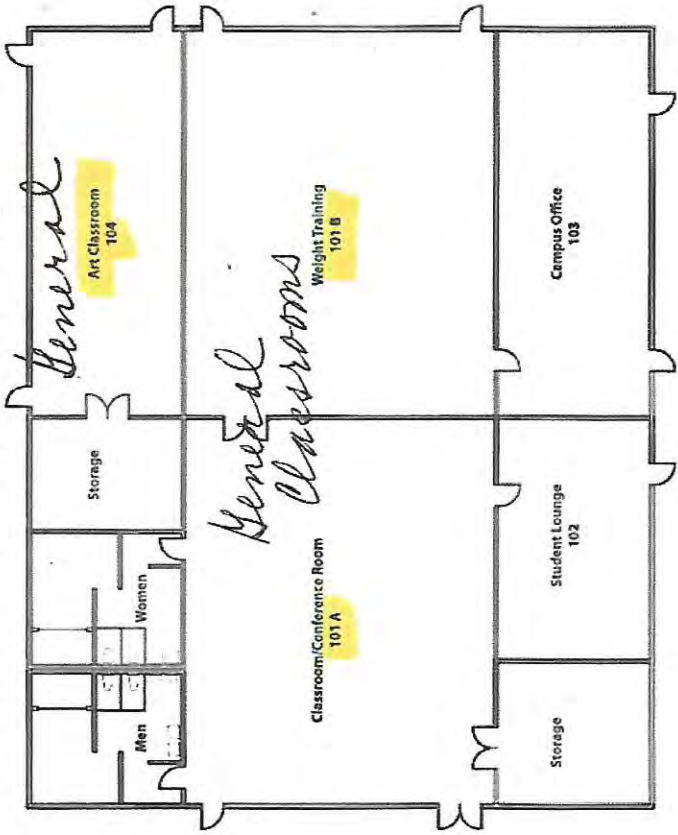 General
Art Classroom
104
Storage
Women
Men
General
Classrooms
Weight Training
101 B
Classroom/Conference Room
101 A
Campus Office
103
Student Lounge
102
Storage